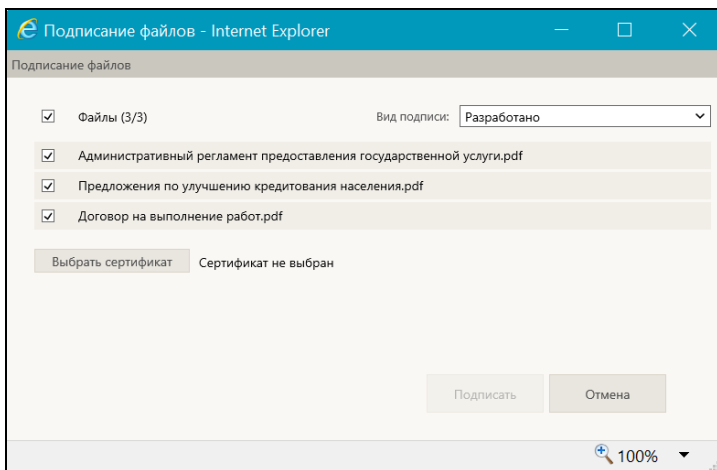 Подписание файлов - Internet Explorer
Подписание файлов
Файлы (3/3) Вид подписи: Разработано
Административный регламент предоставления государственной услуги.pdf
Предложения по улучшению кредитования населения.pdf
Договор на выполнение работ.pdf
Выбрать сертификат Сертификат не выбран
Подписать Отмена
100%